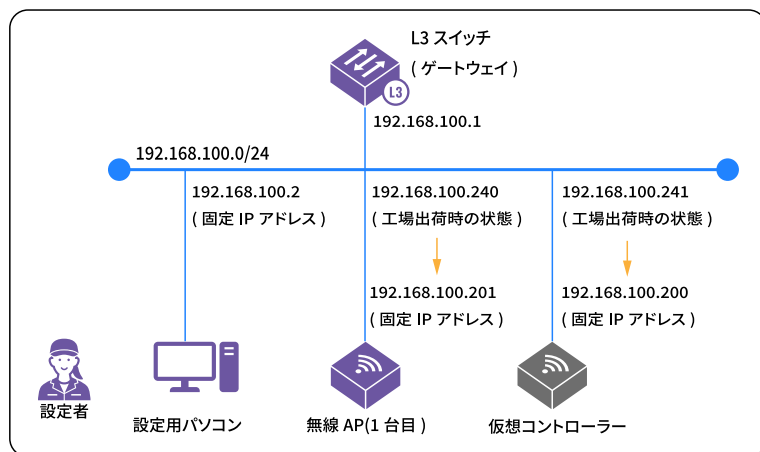 L3 スイッチ
( ゲートウェイ )
L3
192.168.100.1
192.168.100.0/24
192.168.100.2
( 固定 IP アドレス )
192.168.100.240
( 工場出荷時の状態 )
192.168.100.241
( 工場出荷時の状態 )
192.168.100.201
( 固定 IP アドレス )
192.168.100.200
( 固定 IP アドレス )
設定者
設定用パソコン
無線 AP(1 台目 )
仮想コントローラー